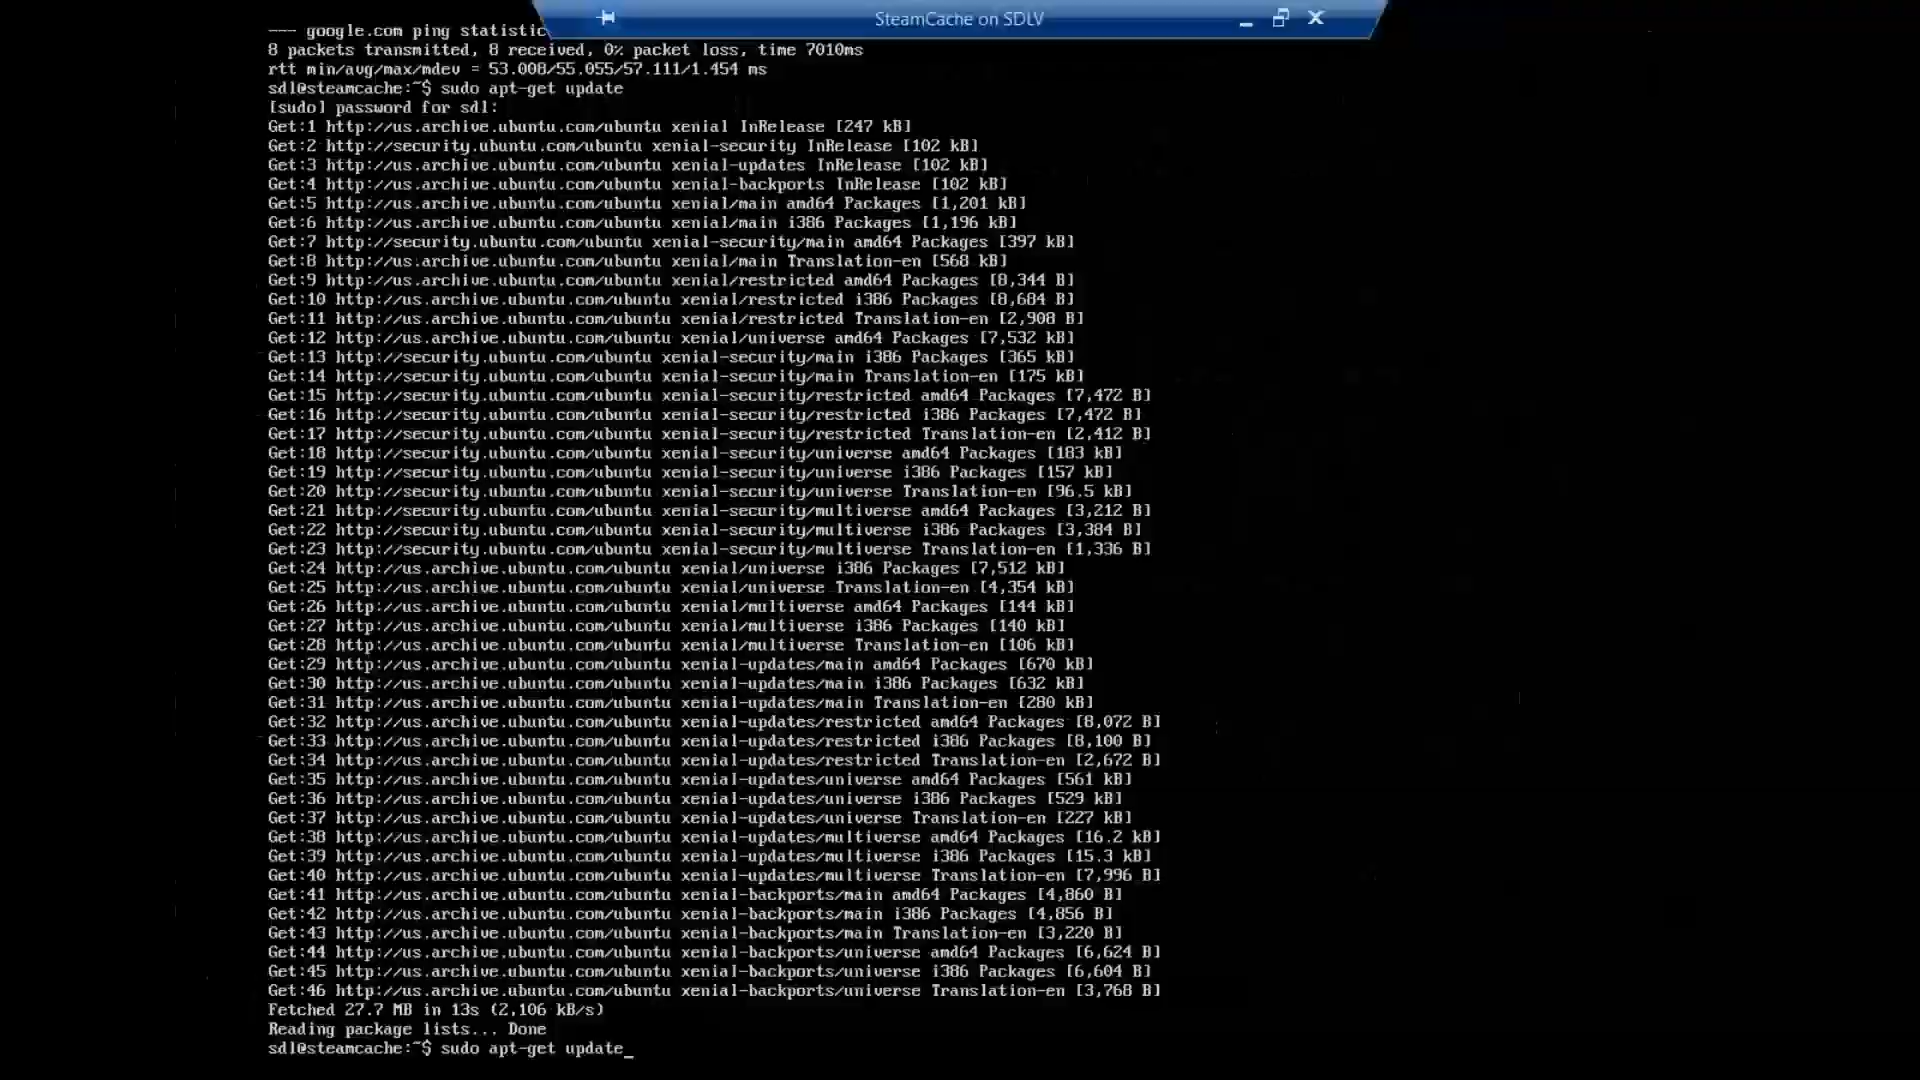 SteamCache on SDLV
--- google.com ping statistic
8 packets transmitted, 8 received, 0% packet loss, time 7010ms
rtt min/avg/max/mdev = 53.008/55.055/57.111/1.454 ms
sdl@steamcache:~$ sudo apt-get update
[sudo] password for sdl:
Get:1 http://us.archive.ubuntu.com/ubuntu xenial InRelease [247 kB]
Get:2 http://security.ubuntu.com/ubuntu xenial-security InRelease [102 kB]
Get:3 http://us.archive.ubuntu.com/ubuntu xenial-updates InRelease [102 kB]
Get:4 http://us.archive.ubuntu.com/ubuntu xenial-backports InRelease [102 kB]
Get:5 http://us.archive.ubuntu.com/ubuntu xenial/main amd64 Packages [1,201 kB]
Get:6 http://us.archive.ubuntu.com/ubuntu xenial/main i386 Packages [1,196 kB]
Get:7 http://security.ubuntu.com/ubuntu xenial-security/main amd64 Packages [397 kB]
Get:8 http://us.archive.ubuntu.com/ubuntu xenial/main Translation-en [568 kB]
Get:9 http://us.archive.ubuntu.com/ubuntu xenial/restricted amd64 Packages [8,344 B]
Get:10 http://us.archive.ubuntu.com/ubuntu xenial/restricted i386 Packages [8,684 B]
Get:11 http://us.archive.ubuntu.com/ubuntu xenial/restricted Translation-en [2,908 B]
Get:12 http://us.archive.ubuntu.com/ubuntu xenial/universe amd64 Packages [7,532 kB]
Get:13 http://security.ubuntu.com/ubuntu xenial-security/main i386 Packages [365 kB]
Get:14 http://security.ubuntu.com/ubuntu xenial-security/main Translation-en [175 kB]
Get:15 http://security.ubuntu.com/ubuntu xenial-security/restricted amd64 Packages [7,472 B]
Get:16 http://security.ubuntu.com/ubuntu xenial-security/restricted i386 Packages [7,472 B]
Get:17 http://security.ubuntu.com/ubuntu xenial-security/restricted Translation-en [2,412 B]
Get:18 http://security.ubuntu.com/ubuntu xenial-security/universe amd64 Packages [183 kB]
Get:19 http://security.ubuntu.com/ubuntu xenial-security/universe i386 Packages [157 kB]
Get:20 http://security.ubuntu.com/ubuntu xenial-security/universe Translation-en [96.5 kB]
Get:21 http://security.ubuntu.com/ubuntu xenial-security/multiverse amd64 Packages [3,212 B]
Get:22 http://security.ubuntu.com/ubuntu xenial-security/multiverse i386 Packages [3,384 B]
Get:23 http://security.ubuntu.com/ubuntu xenial-security/multiverse Translation-en [1,336 B]
Get:24 http://us.archive.ubuntu.com/ubuntu xenial/universe i386 Packages [7,512 kB]
Get:25 http://us.archive.ubuntu.com/ubuntu xenial/universe Translation-en [4,354 kB]
Get:26 http://us.archive.ubuntu.com/ubuntu xenial/multiverse amd64 Packages [144 kB]
Get:27 http://us.archive.ubuntu.com/ubuntu xenial/multiverse i386 Packages [140 kB]
Get:28 http://us.archive.ubuntu.com/ubuntu xenial/multiverse Translation-en [106 kB]
Get:29 http://us.archive.ubuntu.com/ubuntu xenial-updates/main amd64 Packages [670 kB]
Get:30 http://us.archive.ubuntu.com/ubuntu xenial-updates/main i386 Packages [632 kB]
Get:31 http://us.archive.ubuntu.com/ubuntu xenial-updates/main Translation-en [280 kB]
Get:32 http://us.archive.ubuntu.com/ubuntu xenial-updates/restricted amd64 Packages [8,072 B]
Get:33 http://us.archive.ubuntu.com/ubuntu xenial-updates/restricted i386 Packages [8,100 B]
Get:34 http://us.archive.ubuntu.com/ubuntu xenial-updates/restricted Translation-en [2,672 B]
Get:35 http://us.archive.ubuntu.com/ubuntu xenial-updates/universe amd64 Packages [561 kB]
Get:36 http://us.archive.ubuntu.com/ubuntu xenial-updates/universe i386 Packages [529 kB]
Get:37 http://us.archive.ubuntu.com/ubuntu xenial-updates/universe Translation-en [227 kB]
Get:38 http://us.archive.ubuntu.com/ubuntu xenial-updates/multiverse amd64 Packages [16.2 kB]
Get:39 http://us.archive.ubuntu.com/ubuntu xenial-updates/multiverse i386 Packages [15.3 kB]
Get:40 http://us.archive.ubuntu.com/ubuntu xenial-updates/multiverse Translation-en [7,996 B]
Get:41 http://us.archive.ubuntu.com/ubuntu xenial-backports/main amd64 Packages [4,860 B]
Get:42 http://us.archive.ubuntu.com/ubuntu xenial-backports/main i386 Packages [4,856 B]
Get:43 http://us.archive.ubuntu.com/ubuntu xenial-backports/main Translation-en [3,220 B]
Get:44 http://us.archive.ubuntu.com/ubuntu xenial-backports/universe amd64 Packages [6,624 B]
Get:45 http://us.archive.ubuntu.com/ubuntu xenial-backports/universe i386 Packages [6,604 B]
Get:46 http://us.archive.ubuntu.com/ubuntu xenial-backports/universe Translation-en [3,768 B]
Fetched 27.7 MB in 13s (2,106 kB/s)
Reading package lists... Done
sdl@steamcache:~$ sudo apt-get update_